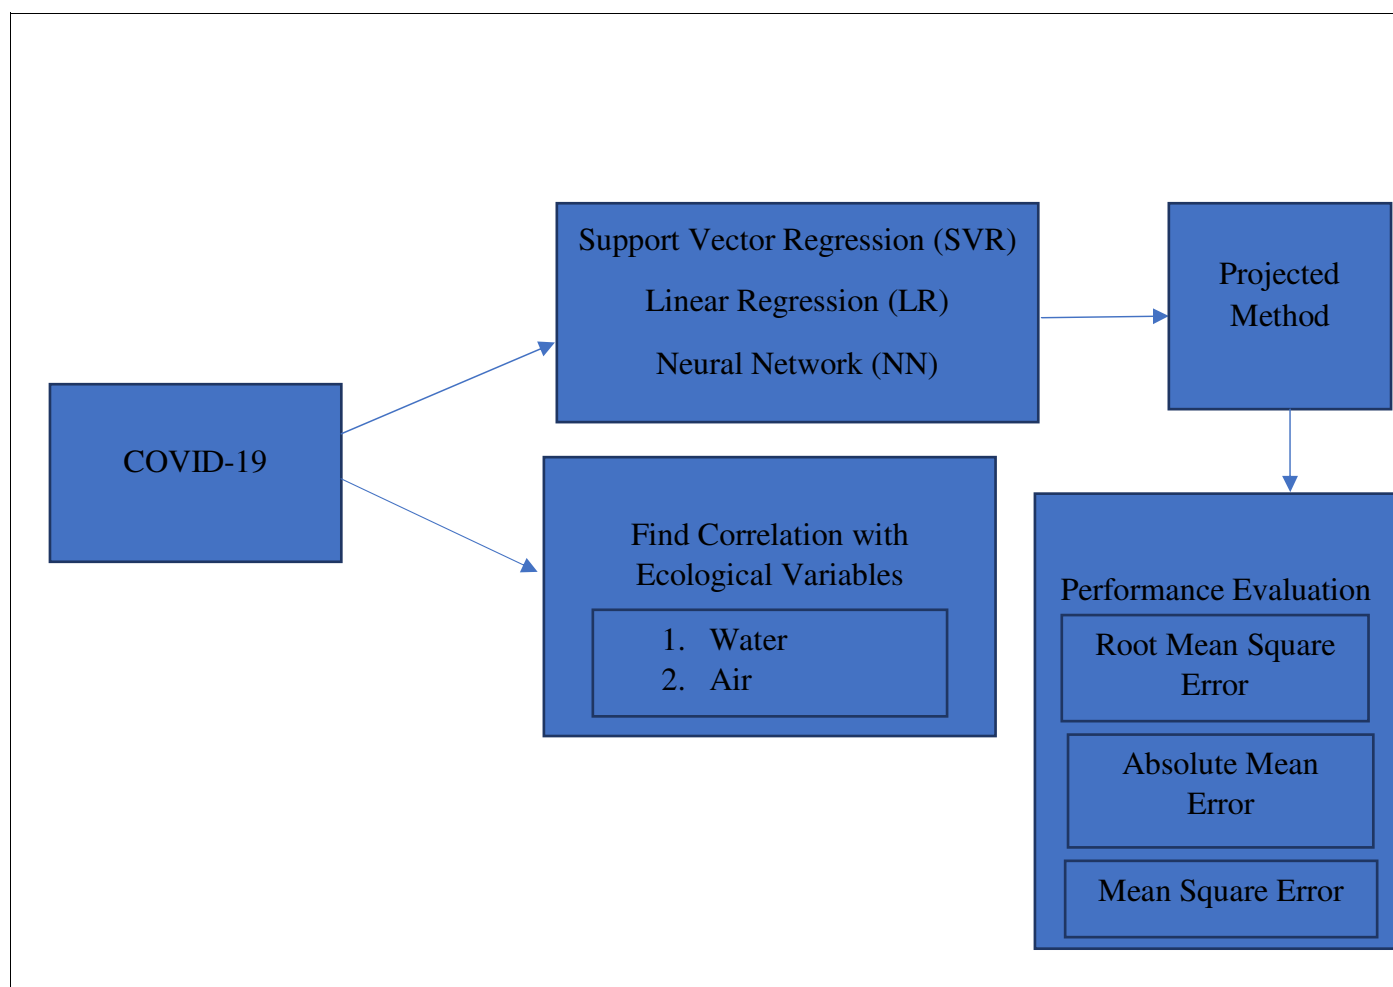 COVID-19
Support Vector Regression (SVR)
Linear Regression (LR)
Neural Network (NN)
Projected
Method
Find Correlation with
Ecological Variables
1. Water
2. Air
Performance Evaluation
Root Mean Square
Error
Absolute Mean
Error
Mean Square Error